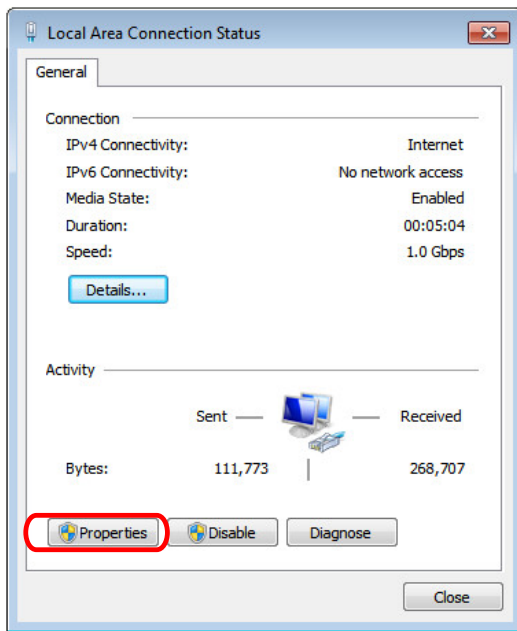 Local Area Connection Status
General
Connection
IPv4 Connectivity: Internet
IPv6 Connectivity: No network access
Media State: Enabled
Duration: 00:05:04
Speed: 1.0 Gbps
Details...
Activity
Sent Received
Bytes: 111,773 268,707
Properties Disable Diagnose
Close